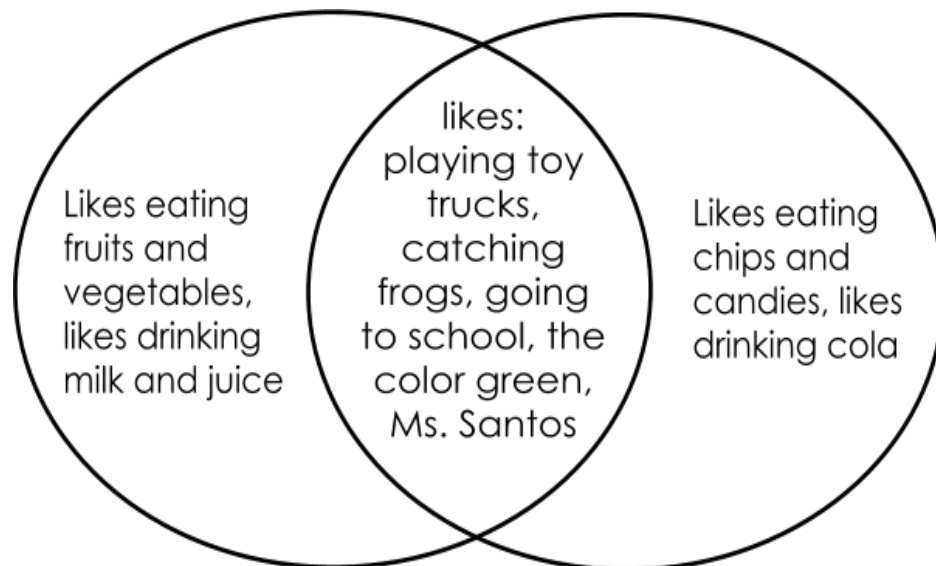 Likes eating
fruits and
vegetables,
likes drinking
milk and juice
likes:
playing toy
trucks,
catching
frogs, going
to school, the
color green,
Ms. Santos
Likes eating
chips and
candies, likes
drinking cola